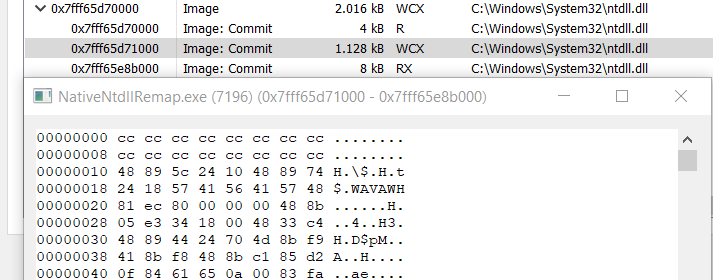 0x7fff65d70000 Image 2.016 kB WCX C:\Windows\System32\ntdll.dll
0x7fff65d70000 Image: Commit 4 kB R C:\Windows\System32\ntdll.dll
0x7fff65d71000 Image: Commit 1.128 kB WCX C:\Windows\System32\ntdll.dll
0x7fff65e8b000 Image: Commit 8 kB RX C:\Windows\System32\ntdll.dll
NativeNtdllRemap.exe (7196) (0x7fff65d71000 - 0x7fff65e8b000)
00000000 cc cc cc cc cc cc cc cc ........
00000008 cc cc cc cc cc cc cc cc ........
00000010 48 89 5c 24 10 48 89 74 H.\$.H.t
00000018 24 18 57 41 56 41 57 48 $.WAVAWH
00000020 81 ec 80 00 00 00 48 8b ......H.
00000028 05 e3 34 18 00 48 33 c4 ..4..H3.
00000030 48 89 44 24 70 4d 8b f9 H.D$pM..
00000038 41 8b f8 48 8b c1 85 d2 A..H....
00000040 0f 84 61 65 0a 00 83 fa ..ae....